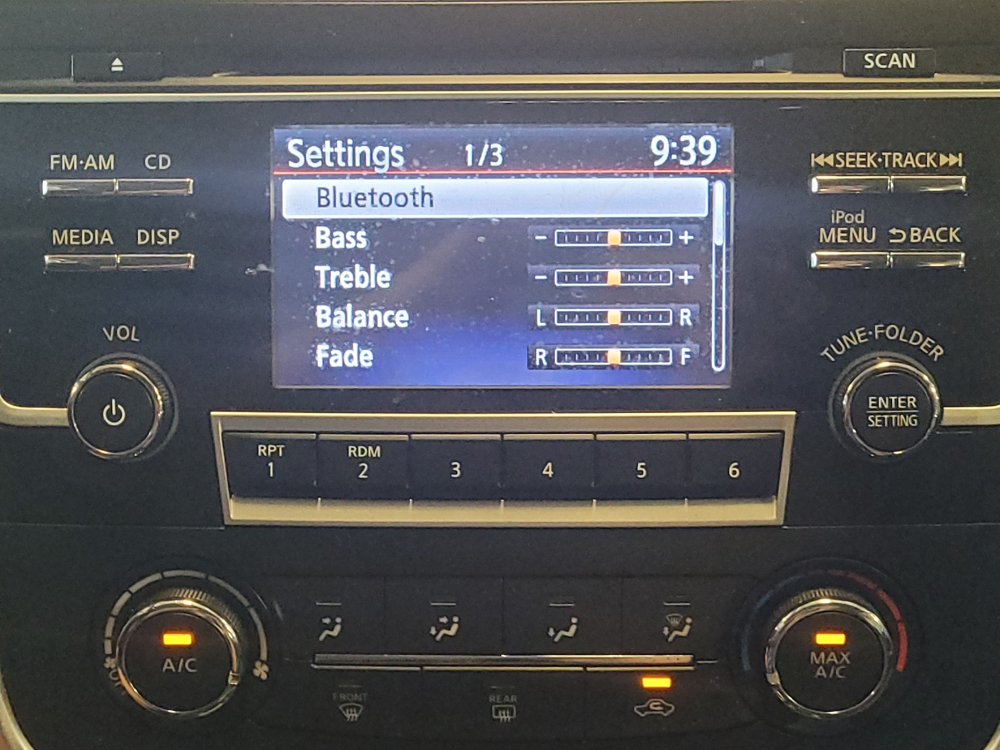 SCAN
FM·AM CD
Settings 1/3 9:39
SEEK·TRACK
Bluetooth
iPod
MEDIA DISP
MENU BACK
Bass - +
Treble - +
Balance L R
Fade R F
VOL
TUNE·FOLDER
ENTER
SETTING
RPT RDM
1 2 3 4 5 6
A/C
MAX
A/C
FRONT REAR